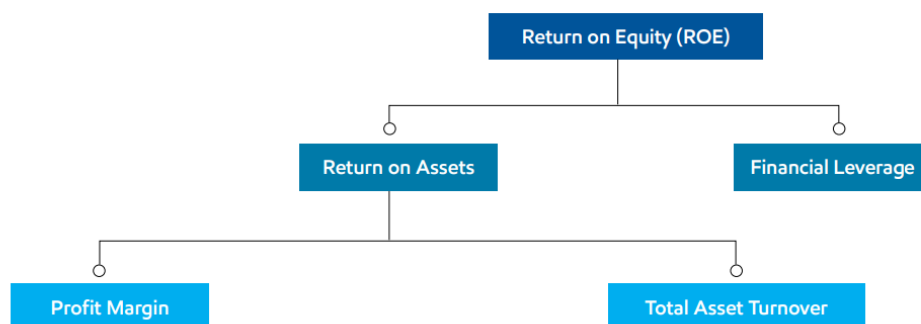 Return on Equity (ROE)
Return on Assets
Financial Leverage
Profit Margin
Total Asset Turnover